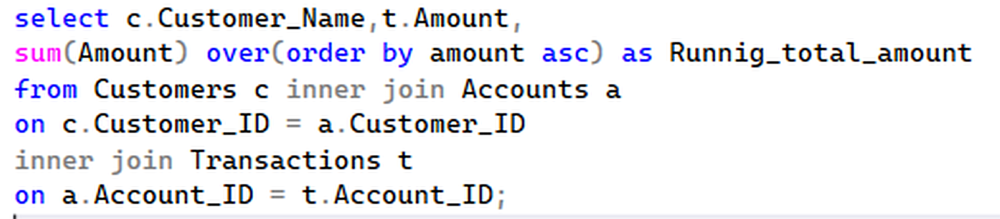 select c.Customer_Name,t.Amount,
sum(Amount) over(order by amount asc) as Runnig_total_amount
from Customers c inner join Accounts a
on c.Customer_ID = a.Customer_ID
inner join Transactions t
on a.Account_ID = t.Account_ID;